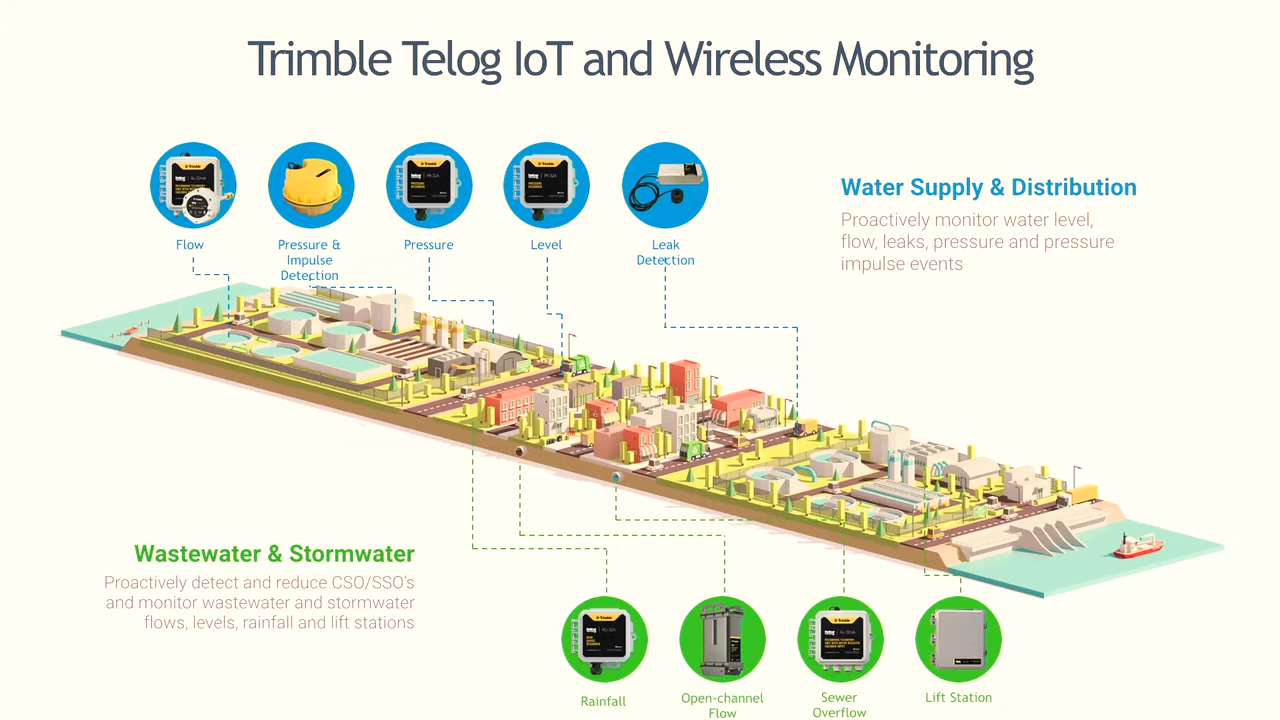 Trimble Telog IoT and Wireless Monitoring
Flow
Pressure &
Impulse
Detection
Pressure
Level
Leak
Detection
Water Supply & Distribution
Proactively monitor water level,
flow, leaks, pressure and pressure
impulse events
Wastewater & Stormwater
Proactively detect and reduce CSO/SSO's
and monitor wastewater and stormwater
flows, levels, rainfall and lift stations
Rainfall
Open-channel
Flow
Sewer
Overflow
Lift Station